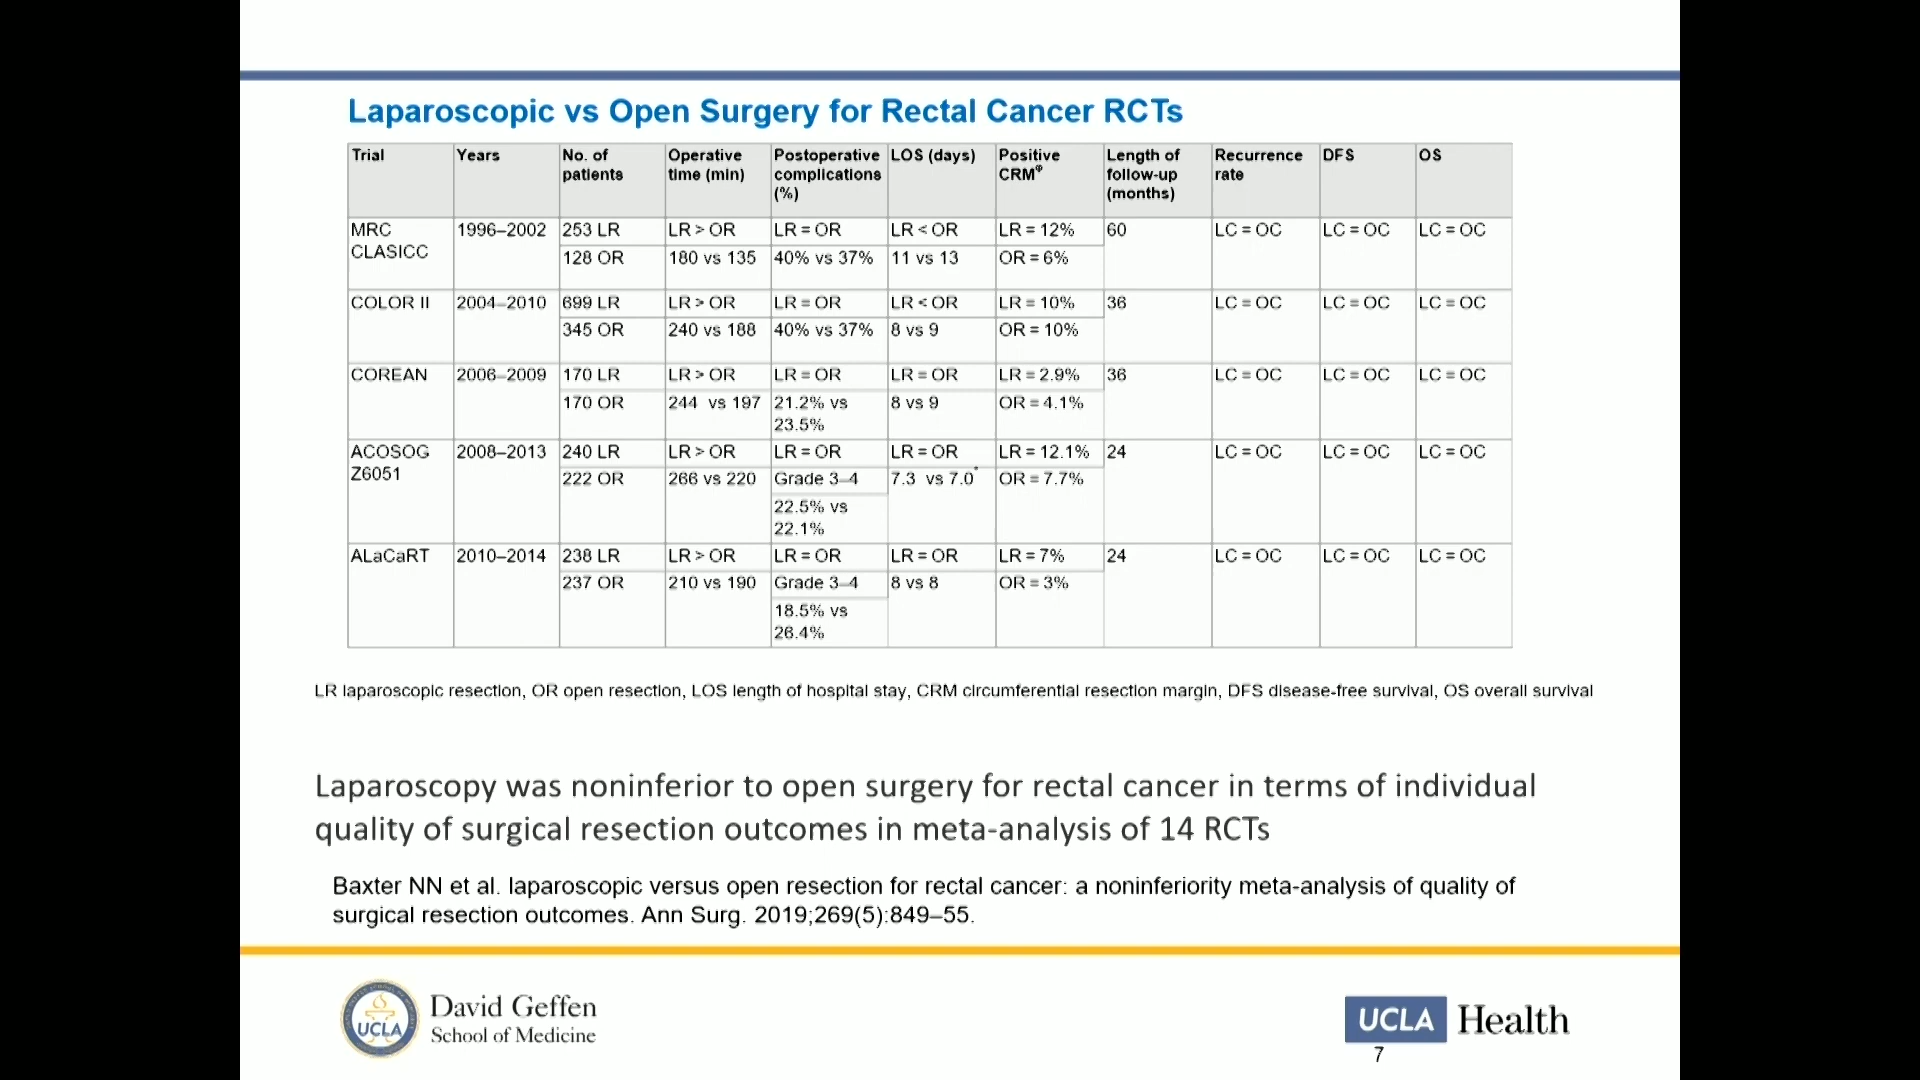 Laparoscopic vs Open Surgery for Rectal Cancer RCTs
Trial Years No. of patients Operative time (min) Postoperative complications (%) LOS (days) Positive CRMφ Length of follow-up (months) Recurrence rate DFS OS
MRC CLASICC 1996–2002 253 LR LR > OR LR = OR LR < OR LR = 12% 60 LC = OC LC = OC LC = OC
128 OR 180 vs 135 40% vs 37% 11 vs 13 OR = 6%
COLOR II 2004–2010 699 LR LR > OR LR = OR LR < OR LR = 10% 36 LC = OC LC = OC LC = OC
345 OR 240 vs 188 40% vs 37% 8 vs 9 OR = 10%
COREAN 2006–2009 170 LR LR > OR LR = OR LR = OR LR = 2.9% 36 LC = OC LC = OC LC = OC
170 OR 244 vs 197 21.2% vs 23.5% 8 vs 9 OR = 4.1%
ACOSOG Z6051 2008–2013 240 LR LR > OR LR = OR LR = OR LR = 12.1% 24 LC = OC LC = OC LC = OC
222 OR 266 vs 220 Grade 3–4 7.3 vs 7.0* OR = 7.7%
22.5% vs 22.1%
ALaCaRT 2010–2014 238 LR LR > OR LR = OR LR = OR LR = 7% 24 LC = OC LC = OC LC = OC
237 OR 210 vs 190 Grade 3–4 8 vs 8 OR = 3%
18.5% vs 26.4%
LR laparoscopic resection, OR open resection, LOS length of hospital stay, CRM circumferential resection margin, DFS disease-free survival, OS overall survival
Laparoscopy was noninferior to open surgery for rectal cancer in terms of individual
quality of surgical resection outcomes in meta-analysis of 14 RCTs
Baxter NN et al. laparoscopic versus open resection for rectal cancer: a noninferiority meta-analysis of quality of
surgical resection outcomes. Ann Surg. 2019;269(5):849–55.
UCLA
David Geffen
School of Medicine
UCLA Health
7